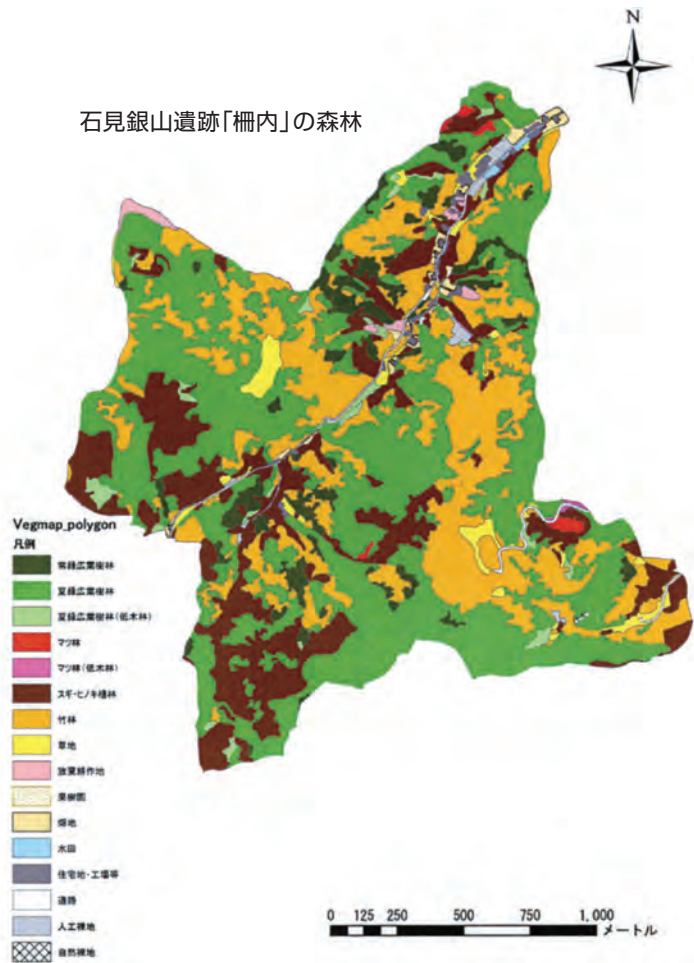 N
石見銀山遺跡「柵内」の森林
Vegmap_polygon
凡例
常緑広葉樹林
夏緑広葉樹林
夏緑広葉樹林(低木林)
マツ林
マツ林(低木林)
スギ・ヒノキ植林
竹林
草地
放棄耕作地
果樹園
畑地
水田
住宅地・工場等
道路
人工裸地
自然裸地
0 125 250 500 750 1,000
メートル